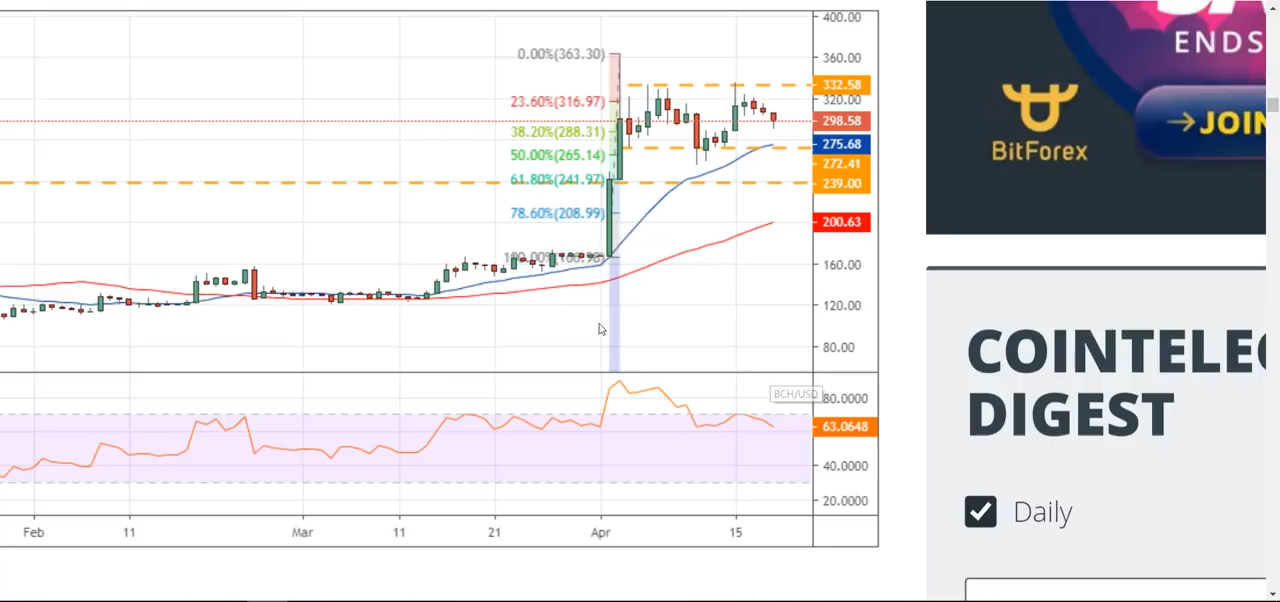 400.00
0.00%(363.30)
360.00
332.58
23.60%(316.97)
320.00
298.58
38.20%(288.31)
275.68
50.00%(265.14)
272.41
61.80%(241.97)
239.00
78.60%(208.99)
200.63
160.00
120.00
80.00
BCH/USD
80.0000
63.0648
40.0000
20.0000
Feb
11
Mar
11
21
Apr
15
ENDS
→JOIN
BitForex
COINTELEG
DIGEST
Daily